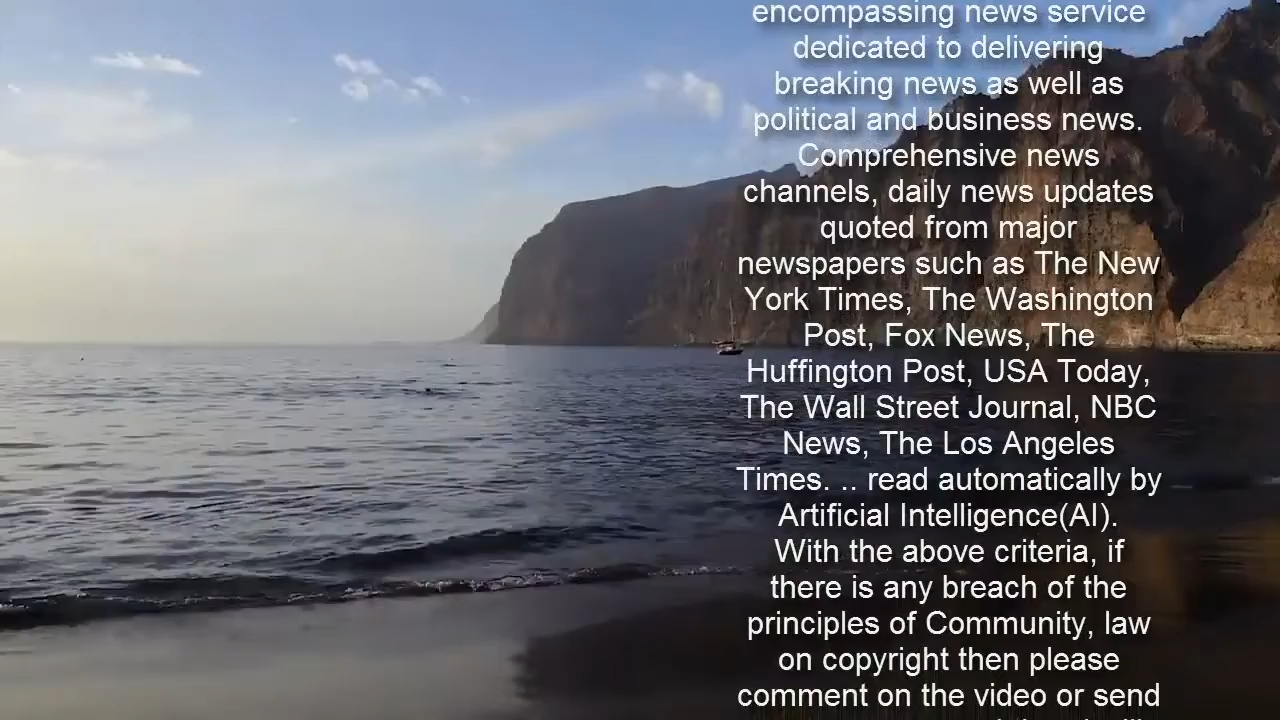 encompassing news service
dedicated to delivering
breaking news as well as
political and business news.
Comprehensive news
channels, daily news updates
quoted from major
newspapers such as The New
York Times, The Washington
Post, Fox News, The
Huffington Post, USA Today,
The Wall Street Journal, NBC
News, The Los Angeles
Times. .. read automatically by
Artificial Intelligence(AI).
With the above criteria, if
there is any breach of the
principles of Community, law
on copyright then please
comment on the video or send